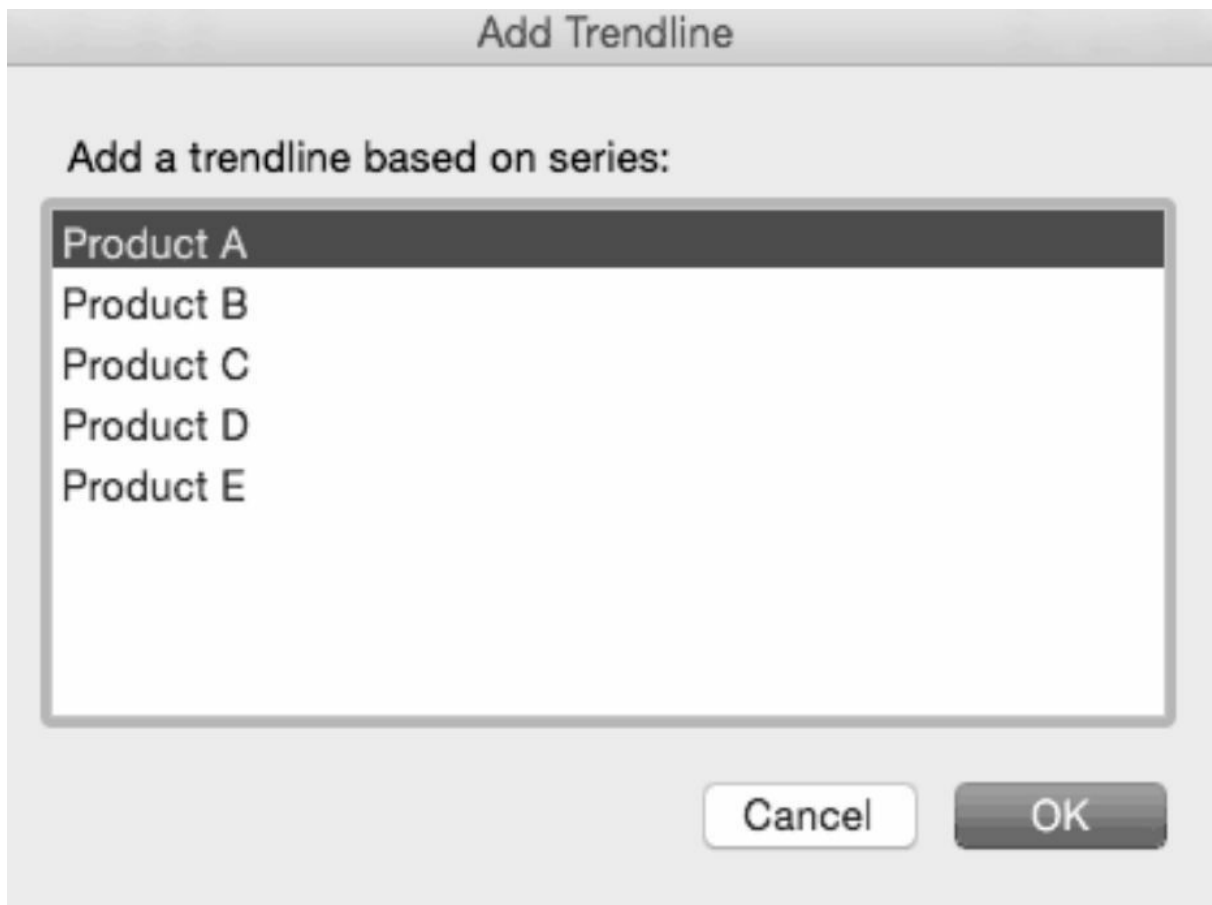 Add Trendline
Add a trendline based on series:
Product A
Product B
Product C
Product D
Product E
Cancel OK